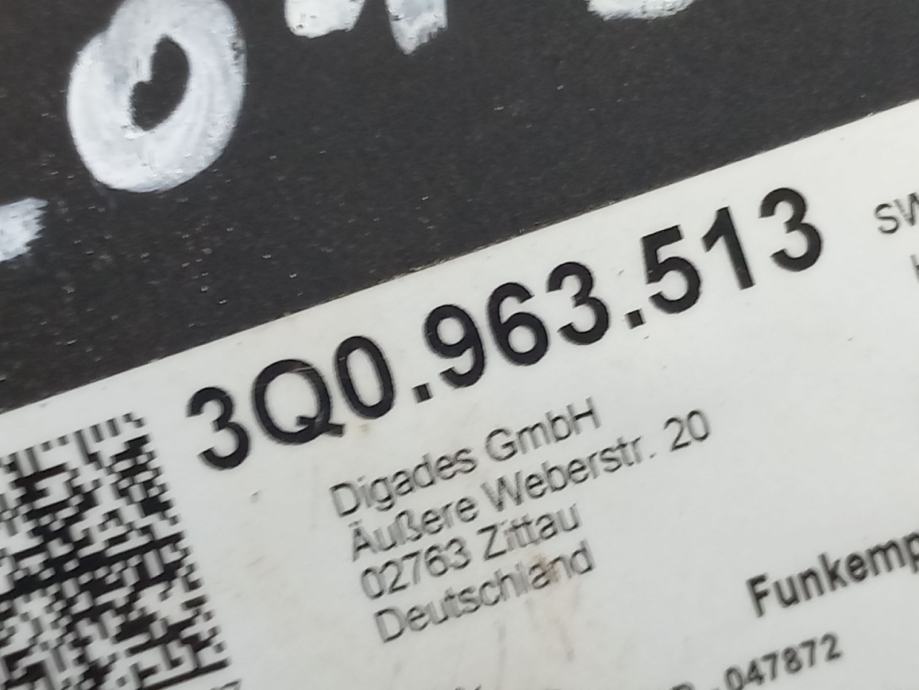 3Q0.963.513
Digades GmbH
Äußere Weberstr. 20
02763 Zittau
Deutschland
047872